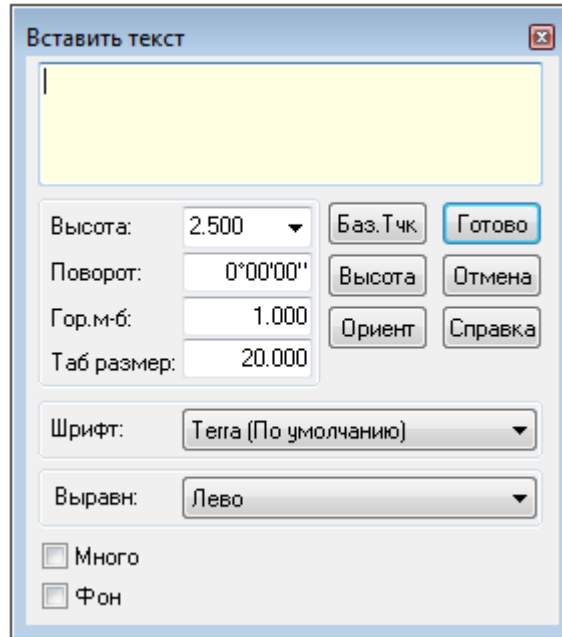 Вставить текст
Высота: 2.500 Баз.Тчк Готово
Поворот: 0°00'00'' Высота Отмена
Гор.м-б: 1.000 Ориент Справка
Таб размер: 20.000
Шрифт: Terra (По умолчанию)
Выравн: Лево
Много
Фон